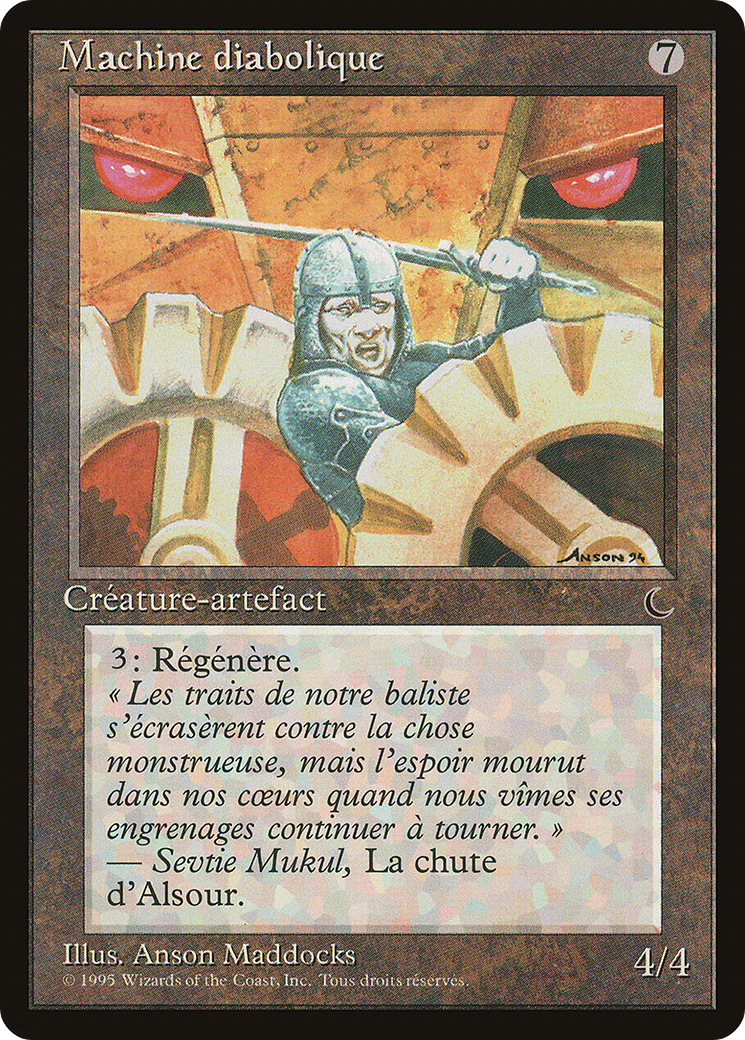 Machine diabolique
7
ANSON 94
Créature-artefact
3: Régénère.
« Les traits de notre baliste
s'écrasèrent contre la chose
monstrueuse, mais l'espoir mourut
dans nos cœurs quand nous vîmes ses
engrenages continuer à tourner. »
— Sevtie Mukul, La chute
d'Alsour.
Illus. Anson Maddocks
4/4
© 1995 Wizards of the Coast, Inc. Tous droits réservés.